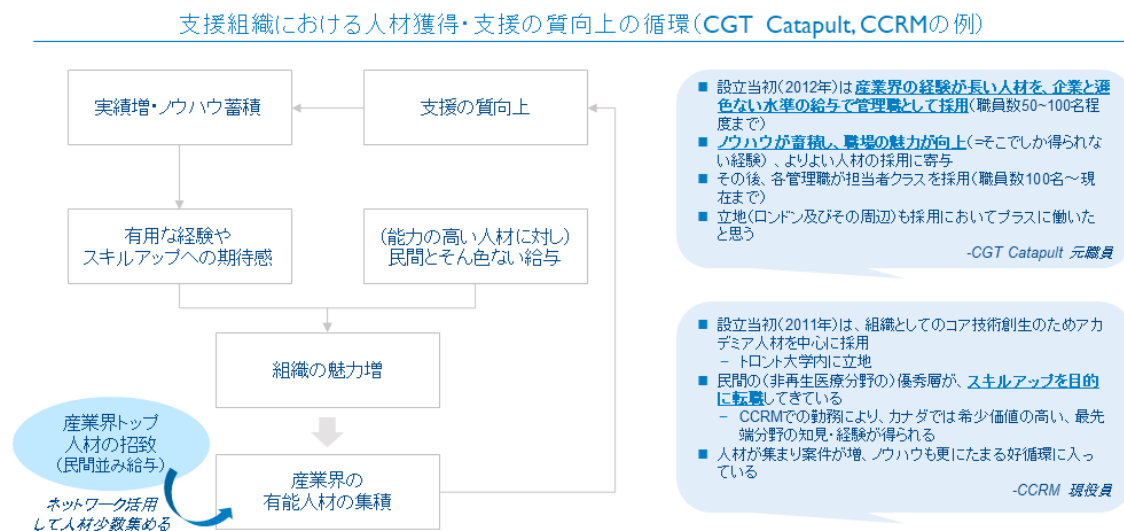 支援組織における人材獲得・支援の質向上の循環(CGT Catapult, CCRMの例)
実績増・ノウハウ蓄積
支援の質向上
有用な経験や
スキルアップへの期待感
(能力の高い人材に対し)
民間とそん色ない給与
組織の魅力増
産業界トップ
人材の招致
(民間並み給与)
ネットワーク活用
して人材少数集める
産業界の
有能人材の集積
■ 設立当初(2012年)は産業界の経験が長い人材を、企業と遜
色ない水準の給与で管理職として採用(職員数50~100名程
度まで)
■ ノウハウが蓄積し、職場の魅力が向上(=そこでしか得られな
い経験)、よりよい人材の採用に寄与
■ その後、各管理職が担当者クラスを採用(職員数100名～現
在まで)
■ 立地(ロンドン及びその周辺)も採用においてプラスに働いた
と思う
-CGT Catapult 元職員
■ 設立当初(2011年)は、組織としてのコア技術創生のためアカ
デミア人材を中心に採用
− トロント大学内に立地
■ 民間の(非再生医療分野の)優秀層が、スキルアップを目的
に転職してきている
− CCRMでの勤務により、カナダでは希少価値の高い、最先
端分野の知見・経験が得られる
■ 人材が集まり案件が増、ノウハウも更にたまる好循環に入っ
ている
-CCRM 現役員